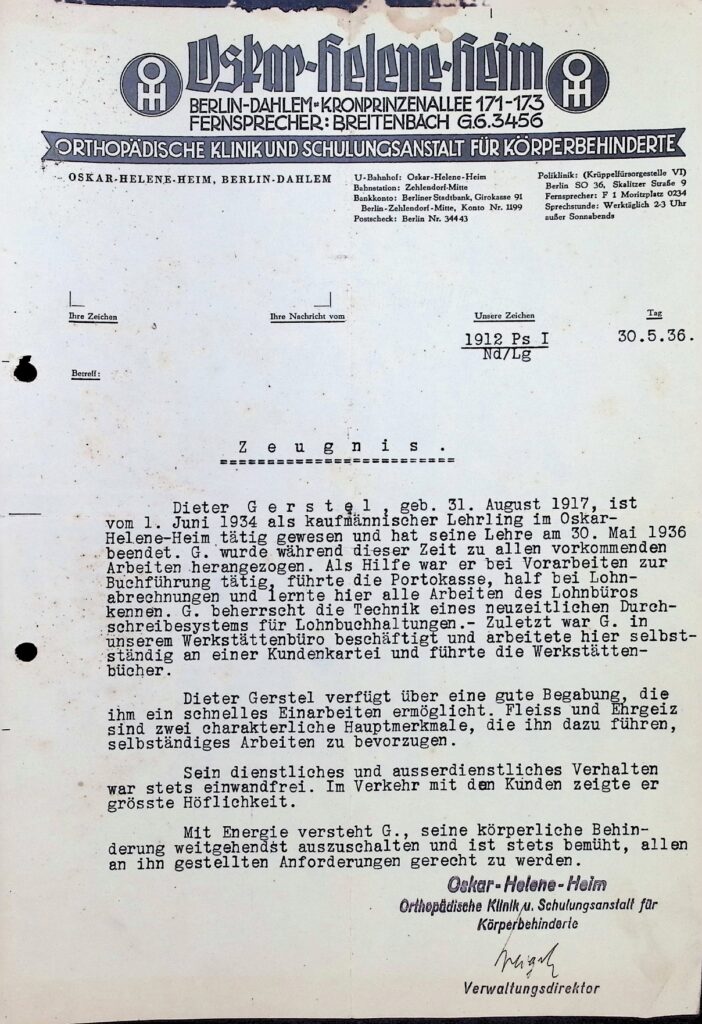 Oskar-Helene-Heim
BERLIN-DAHLEM * KRONPRINZENALLEE 171-173
FERNSPRECHER: BREITENBACH G.6.3456
ORTHOPÄDISCHE KLINIK UND SCHULUNGSANSTALT FÜR KÖRPERBEHINDERTE
OSKAR-HELENE-HEIM, BERLIN-DAHLEM
U-Bahnhof: Oskar-Helene-Heim
Bahnstation: Zehlendorf-Mitte
Bankkonto: Berliner Stadtbank, Girokasse 91
Berlin-Zehlendorf-Mitte, Konto Nr. 1199
Postscheck: Berlin Nr. 34443
Poliklinik: (Krüppelfürsorgestelle VI)
Berlin SO 36, Skalitzer Straße 9
Fernsprecher: F 1 Moritzplatz 0234
Sprechstunde: Werktäglich 2-3 Uhr
außer Sonnabends
Ihre Zeichen
Ihre Nachricht vom
Unsere Zeichen
Tag
1912 Ps I
Nd/Lg
30.5.36.
Betreff:
Z e u g n i s .
Dieter G e r s t e l , geb. 31. August 1917, ist
vom 1. Juni 1934 als kaufmännischer Lehrling im Oskar-
Helene-Heim tätig gewesen und hat seine Lehre am 30. Mai 1936
beendet. G. wurde während dieser Zeit zu allen vorkommenden
Arbeiten herangezogen. Als Hilfe war er bei Vorarbeiten zur
Buchführung tätig, führte die Portokasse, half bei Lohn-
abrechnungen und lernte hier alle Arbeiten des Lohnbüros
kennen. G. beherrscht die Technik eines neuzeitlichen Durch-
schreibesystems für Lohnbuchhaltungen.- Zuletzt war G. in
unserem Werkstättenbüro beschäftigt und arbeitete hier selbst-
ständig an einer Kundenkartei und führte die Werkstätten-
bücher.
Dieter Gerstel verfügt über eine gute Begabung, die
ihm ein schnelles Einarbeiten ermöglicht. Fleiss und Ehrgeiz
sind zwei charakterliche Hauptmerkmale, die ihn dazu führen,
selbständiges Arbeiten zu bevorzugen.
Sein dienstliches und ausserdienstliches Verhalten
war stets einwandfrei. Im Verkehr mit den Kunden zeigte er
grösste Höflichkeit.
Mit Energie versteht G., seine körperliche Behin-
derung weitgehendst auszuschalten und ist stets bemüht, allen
an ihn gestellten Anforderungen gerecht zu werden.
Oskar-Helene-Heim
Orthopädische Klinik u. Schulungsanstalt für
Körperbehinderte
Verwaltungsdirektor